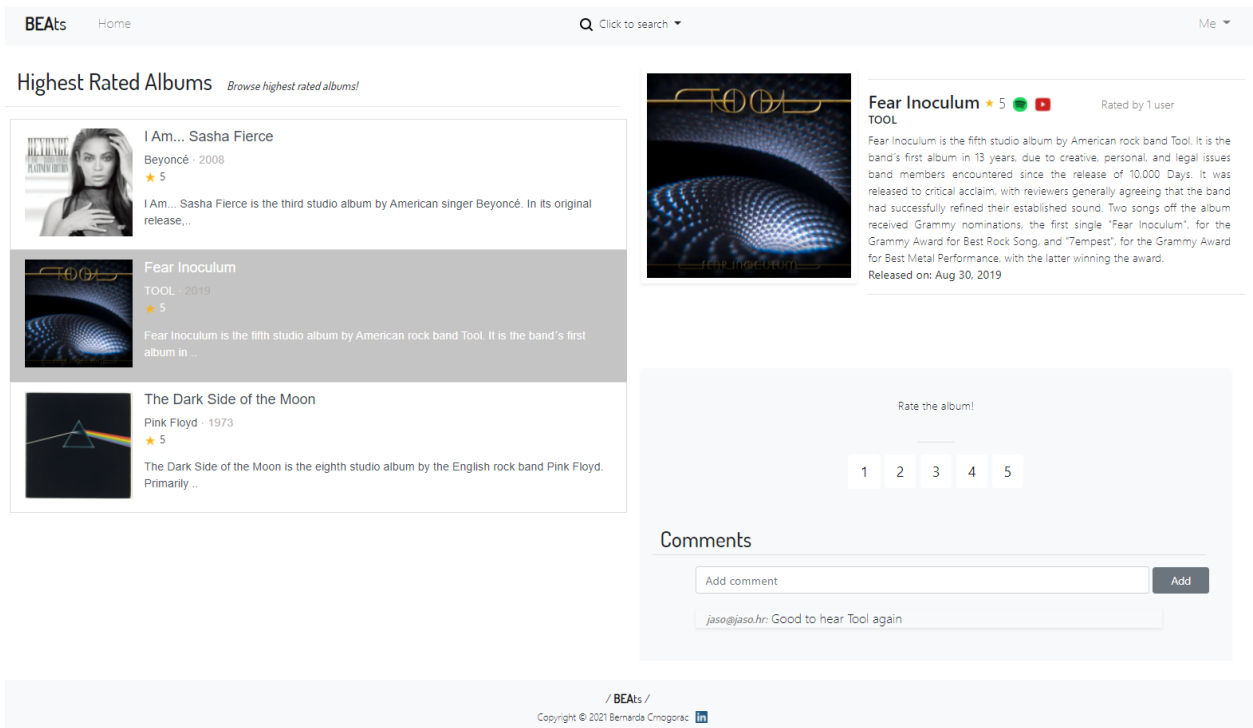 BEAts Home Click to search Me
Highest Rated Albums Browse highest rated albums!
BEYONCÉ
PLATINUM EDITION
I Am... Sasha Fierce
Beyoncé · 2008
★ 5
I Am... Sasha Fierce is the third studio album by American singer Beyoncé. In its original
release,..
TOOL
Fear Inoculum
TOOL · 2019
★ 5
Fear Inoculum is the fifth studio album by American rock band Tool. It is the band´s first
album in ..
The Dark Side of the Moon
Pink Floyd · 1973
★ 5
The Dark Side of the Moon is the eighth studio album by the English rock band Pink Floyd.
Primarily ..
TOOL
FEAR INOCULUM
Fear Inoculum ★ 5 Rated by 1 user
TOOL
Fear Inoculum is the fifth studio album by American rock band Tool. It is the
band´s first album in 13 years, due to creative, personal, and legal issues
band members encountered since the release of 10,000 Days. It was
released to critical acclaim, with reviewers generally agreeing that the band
had successfully refined their established sound. Two songs off the album
received Grammy nominations, the first single "Fear Inoculum", for the
Grammy Award for Best Rock Song, and "7empest", for the Grammy Award
for Best Metal Performance, with the latter winning the award.
Released on: Aug 30, 2019
Rate the album!
1 2 3 4 5
Comments
Add comment Add
jaso@jaso.hr: Good to hear Tool again
/ BEAts /
Copyright © 2021 Bernarda Crnogorac in